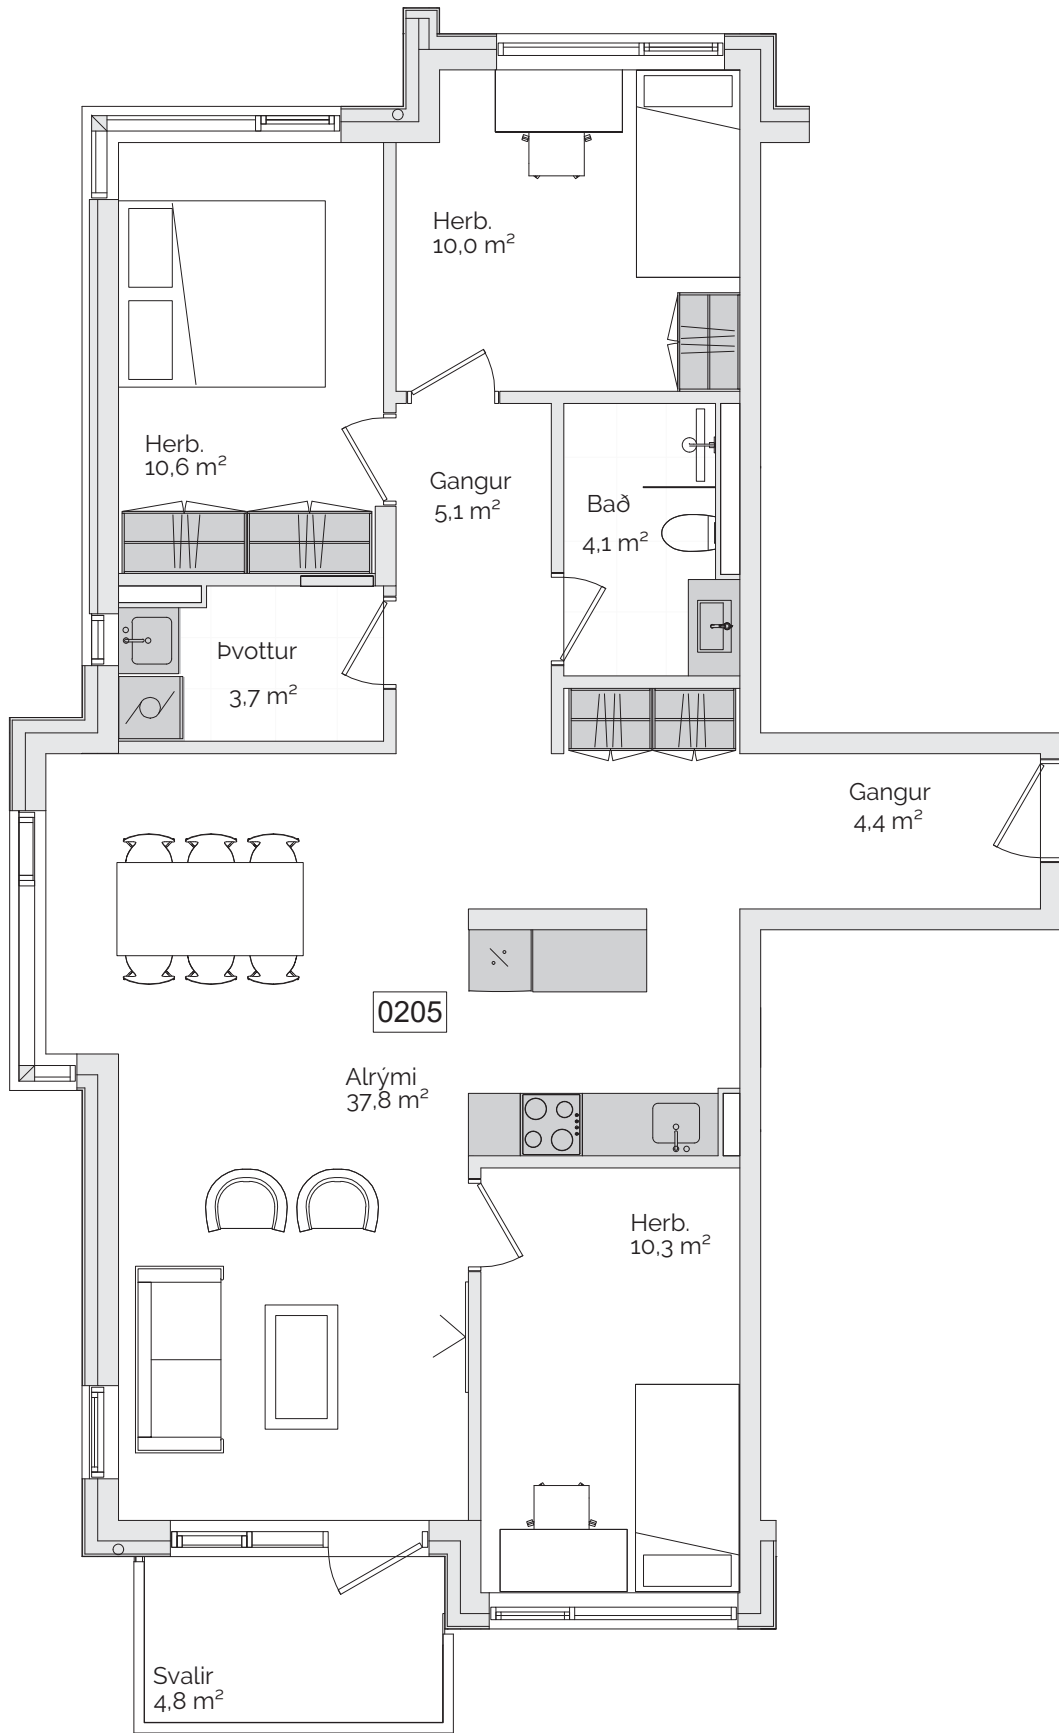 Herb.
10,0 m²
Herb.
10,6 m²
Gangur
5,1 m²
Bað
4,1 m²
Þvottur
3,7 m²
Gangur
4,4 m²
0205
Alrými
37,8 m²
Herb.
10,3 m²
Svalir
4,8 m²